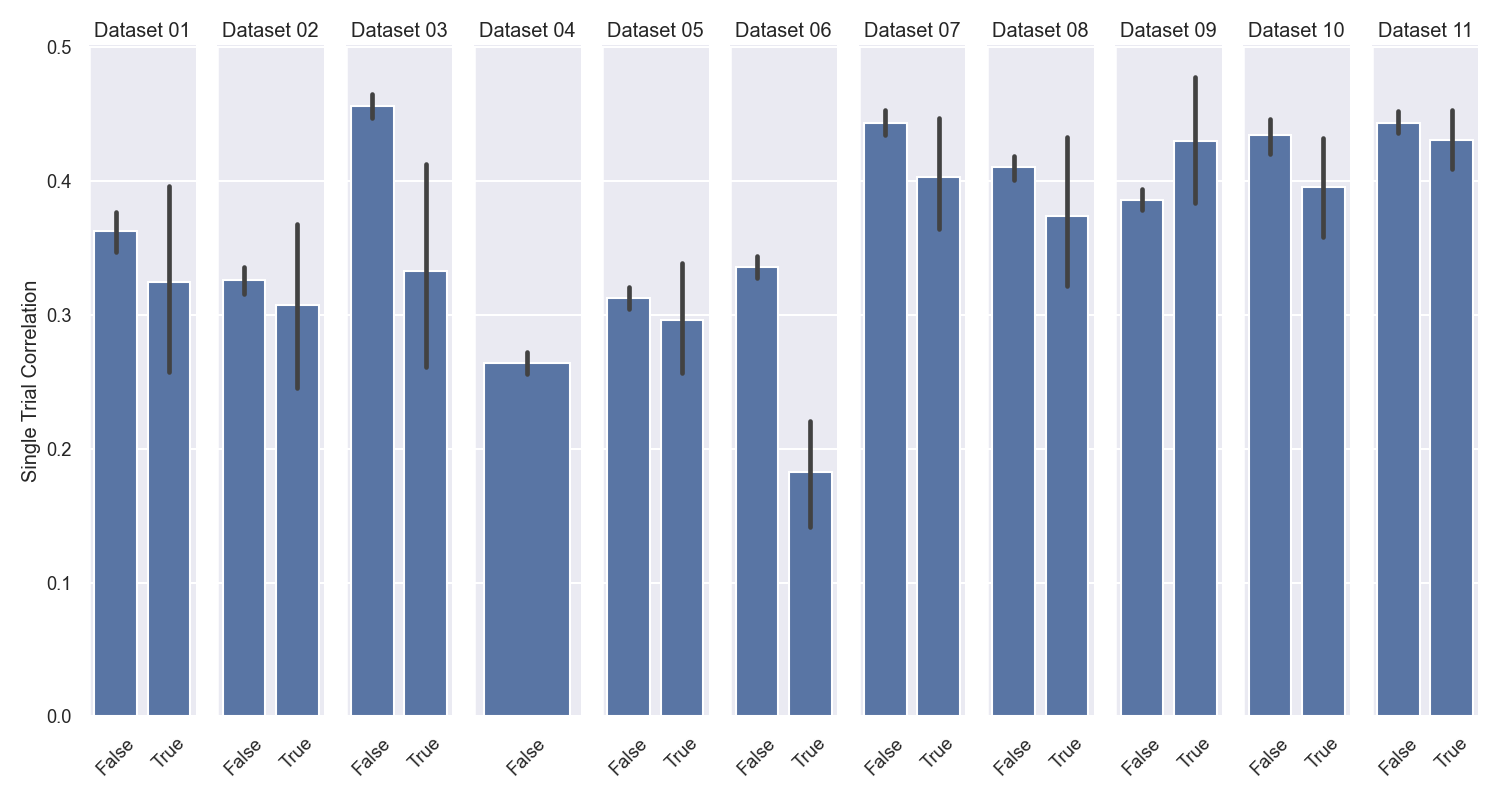 Dataset 01 Dataset 02 Dataset 03 Dataset 04 Dataset 05 Dataset 06 Dataset 07 Dataset 08 Dataset 09 Dataset 10 Dataset 11
0.5
0.4
0.3
0.2
0.1
0.0
Single Trial Correlation
False True False True False True False False True False True False True False True False True False True False True